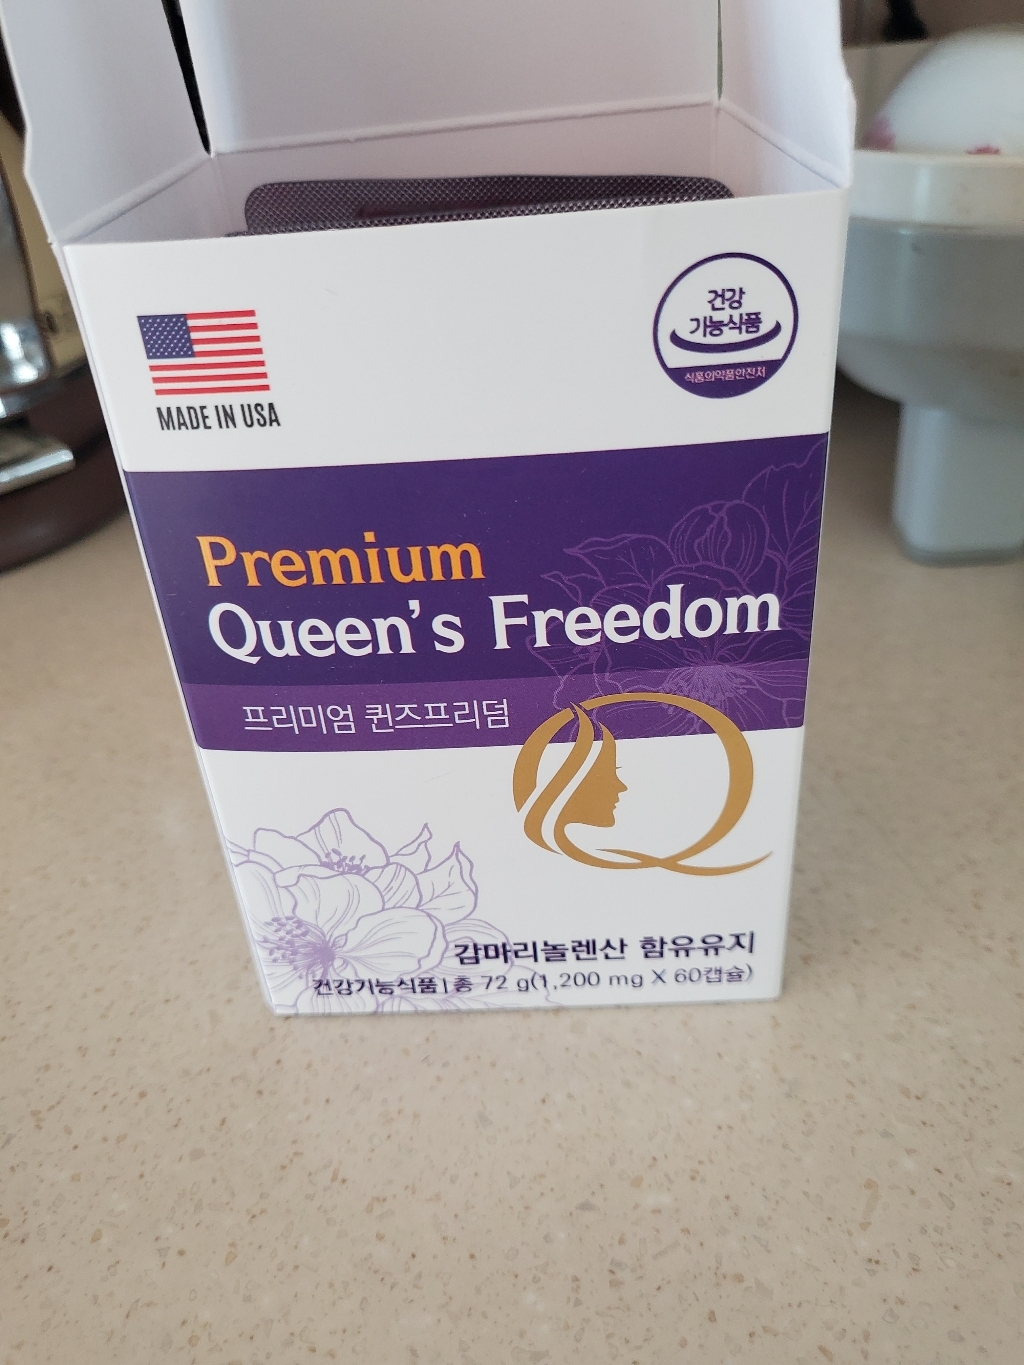 건강
기능식품
식품의약품안전처
MADE IN USA
Premium
Queen's Freedom
프리미엄 퀸즈프리덤
감마리놀렌산 함유유지
건강기능식품 | 총 72 g(1,200 mg X 60캡슐)